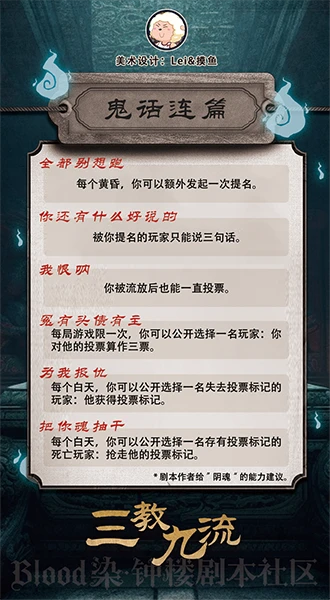 美术设计：Lei&摸鱼
鬼话连篇
全部别想跑
每个黄昏，你可以额外发起一次提名。
你还有什么好说的
被你提名的玩家只能说三句话。
我恨呐
你被流放后也能一直投票。
冤有头债有主
每局游戏限一次，你可以公开选择一名玩家：你
对他的投票算作三票。
为我报仇
每个白天，你可以公开选择一名失去投票标记的
玩家：他获得投票标记。
把你魂抽干
每个白天，你可以公开选择一名存有投票标记的
死亡玩家：抢走他的投票标记。
*剧本作者给“阴魂”的能力建议。
三教九流
Blood染·钟楼剧本社区